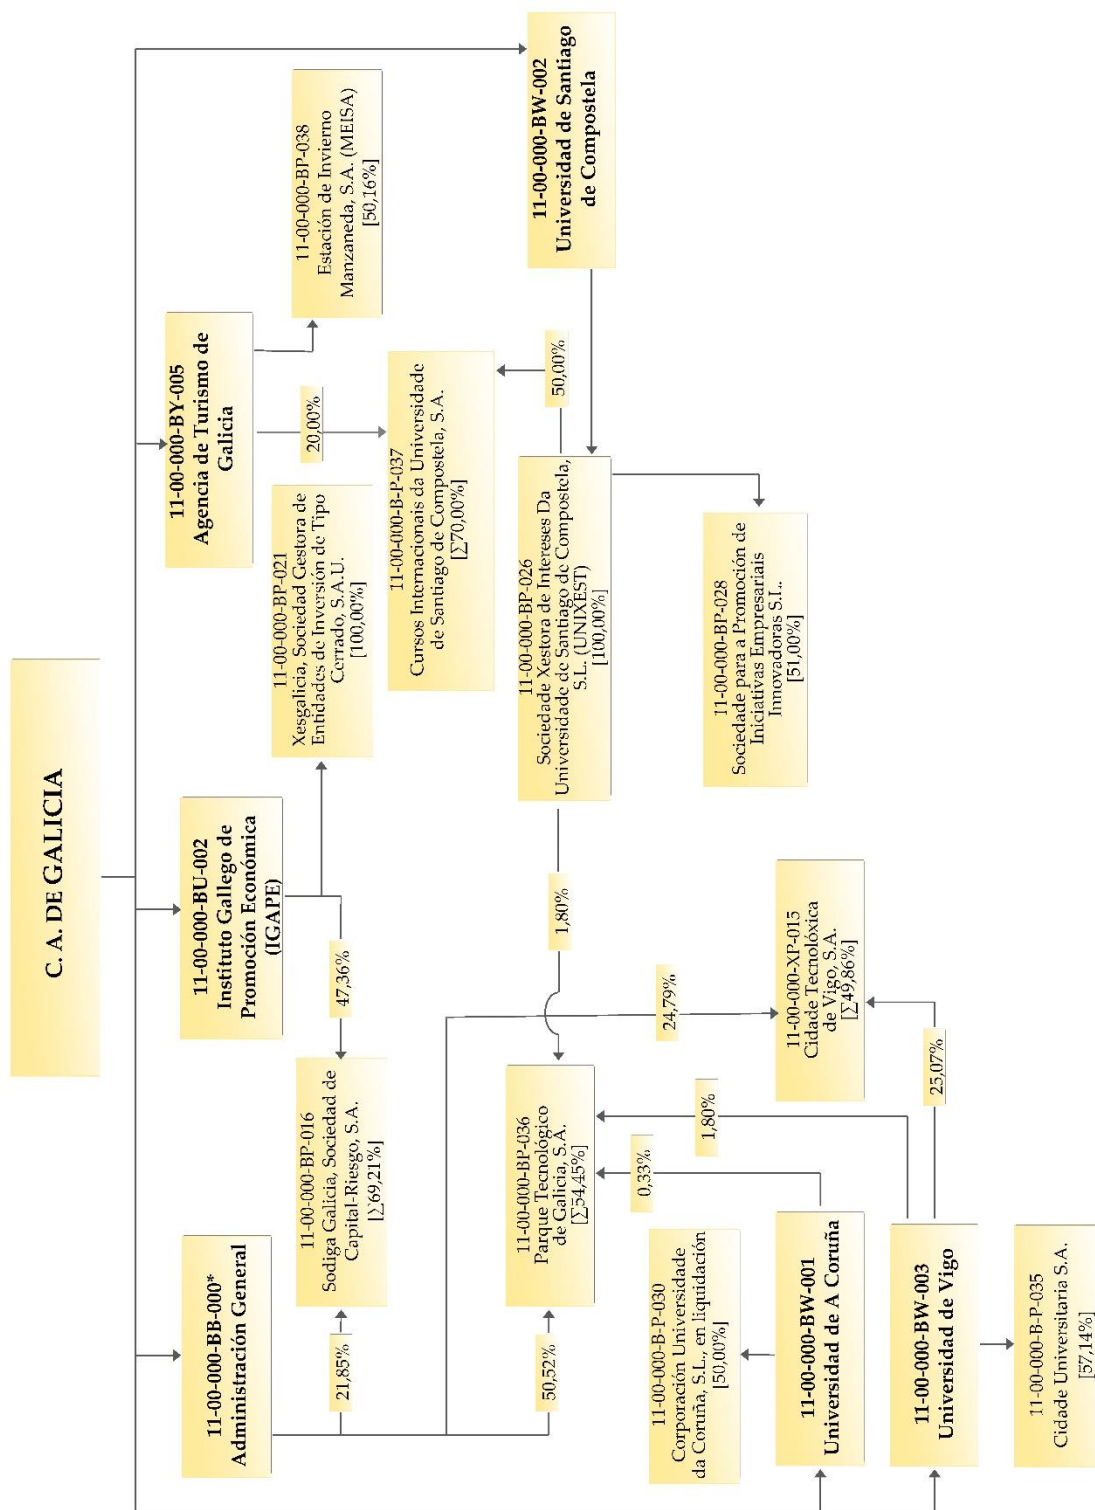 C. A. DE GALICIA
11-00-000-BB-000*
Administración General
11-00-000-BU-002
Instituto Gallego de
Promoción Económica
(IGAPE)
11-00-000-BY-005
Agencia de Turismo de
Galicia
21,85%
47,36%
20,00%
11-00-000-BP-016
Sodiga Galicia, Sociedad de
Capital-Riesgo, S.A.
[∑69,21%]
11-00-000-BP-021
Xesgalicia, Sociedad Gestora de
Entidades de Inversión de Tipo
Cerrado, S.A.U.
[100,00%]
11-00-000-BP-038
Estación de Invierno
Manzaneda, S.A. (MEISA)
[50,16%]
11-00-000-B-P-037
Cursos Internacionais da Universidade
de Santiago de Compostela, S.A.
[∑70,00%]
50,52%
11-00-000-BP-036
Parque Tecnológico
de Galicia, S.A.
[∑54,45%]
1,80%
11-00-000-BP-026
Sociedade Xestora de Intereses Da
Universidade de Santiago de Compostela,
S.L. (UNIXEST)
[100,00%]
50,00%
11-00-000-BW-002
Universidad de Santiago
de Compostela
0,33%
1,80%
24,79%
11-00-000-B-P-030
Corporación Universidade
da Coruña, S.L., en liquidación
[50,00%]
11-00-000-BP-028
Sociedade para a Promoción de
Iniciativas Empresariais
Innovadoras S.L.
[51,00%]
11-00-000-BW-001
Universidad de A Coruña
11-00-000-XP-015
Cidade Tecnolóxica
de Vigo, S.A.
[∑49,86%]
11-00-000-BW-003
Universidad de Vigo
25,07%
11-00-000-B-P-035
Cidade Universitaria S.A.
[57,14%]